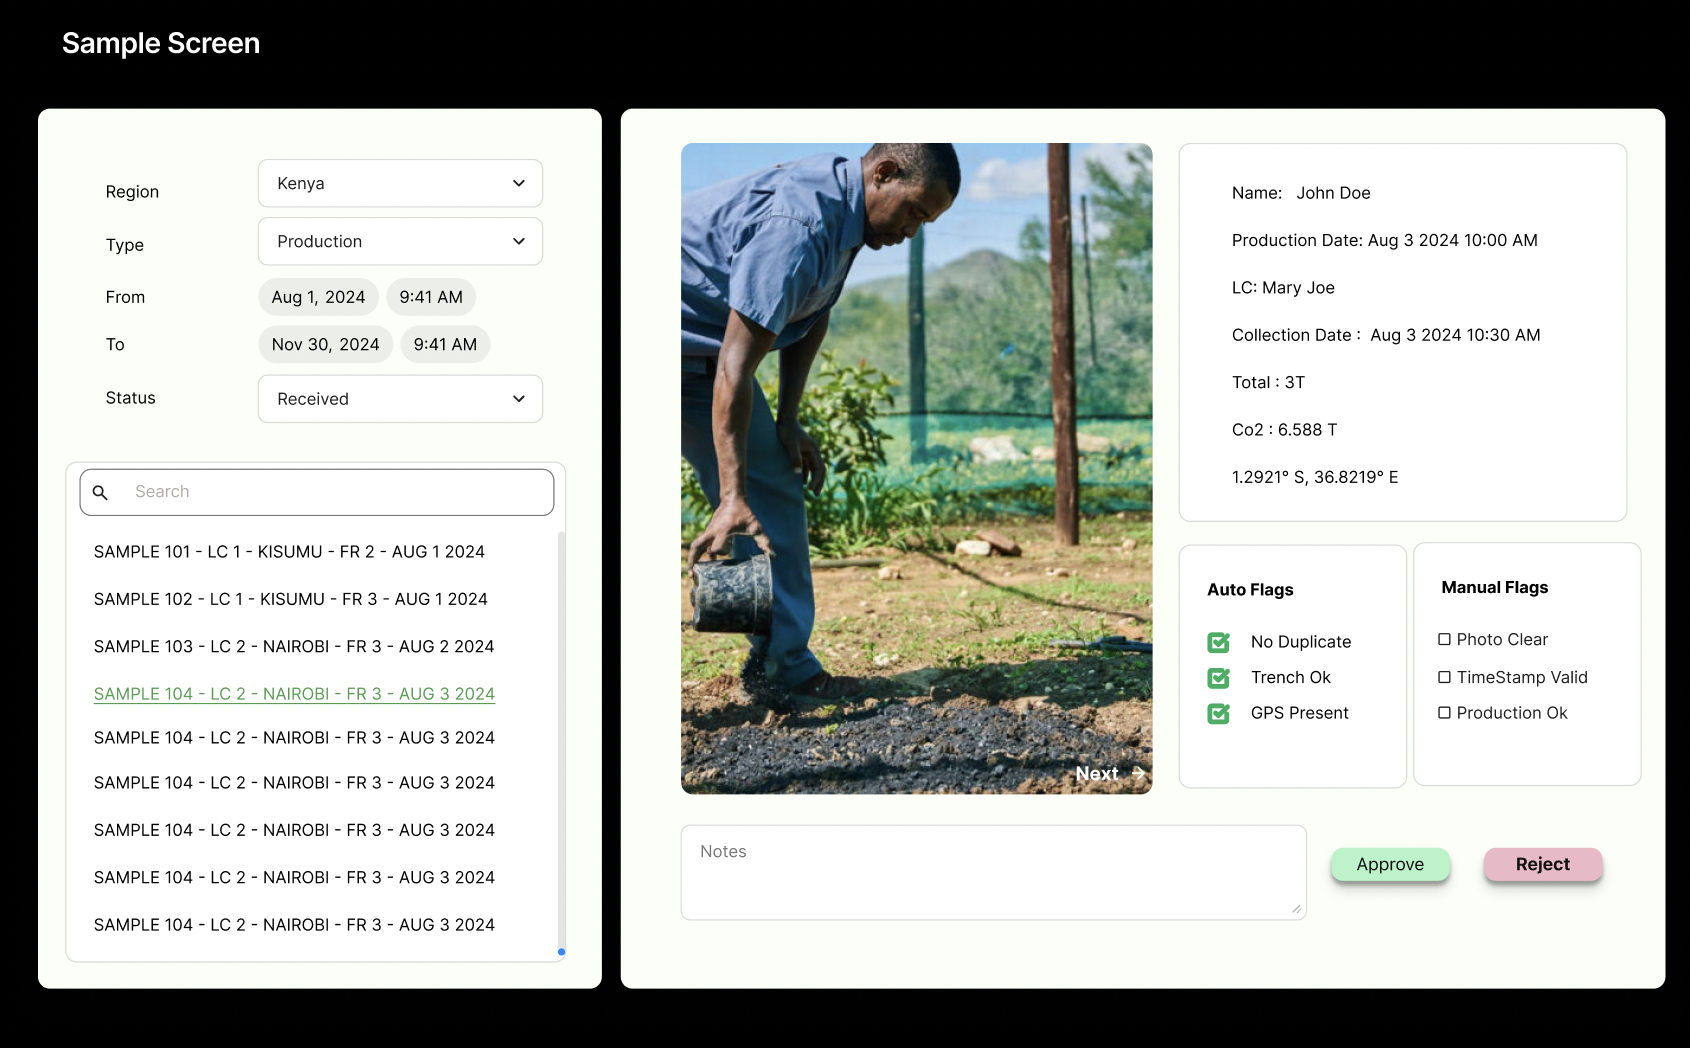 Sample Screen
Region
Kenya
Type
Production
From
Aug 1, 2024
9:41 AM
To
Nov 30, 2024
9:41 AM
Status
Received
Search
SAMPLE 101 - LC 1 - KISUMU - FR 2 - AUG 1 2024
SAMPLE 102 - LC 1 - KISUMU - FR 3 - AUG 1 2024
SAMPLE 103 - LC 2 - NAIROBI - FR 3 - AUG 2 2024
SAMPLE 104 - LC 2 - NAIROBI - FR 3 - AUG 3 2024
SAMPLE 104 - LC 2 - NAIROBI - FR 3 - AUG 3 2024
SAMPLE 104 - LC 2 - NAIROBI - FR 3 - AUG 3 2024
SAMPLE 104 - LC 2 - NAIROBI - FR 3 - AUG 3 2024
SAMPLE 104 - LC 2 - NAIROBI - FR 3 - AUG 3 2024
SAMPLE 104 - LC 2 - NAIROBI - FR 3 - AUG 3 2024
Next →
Name: John Doe
Production Date: Aug 3 2024 10:00 AM
LC: Mary Joe
Collection Date : Aug 3 2024 10:30 AM
Total : 3T
Co2 : 6.588 T
1.2921° S, 36.8219° E
Auto Flags
No Duplicate
Trench Ok
GPS Present
Manual Flags
Photo Clear
TimeStamp Valid
Production Ok
Notes
Approve
Reject